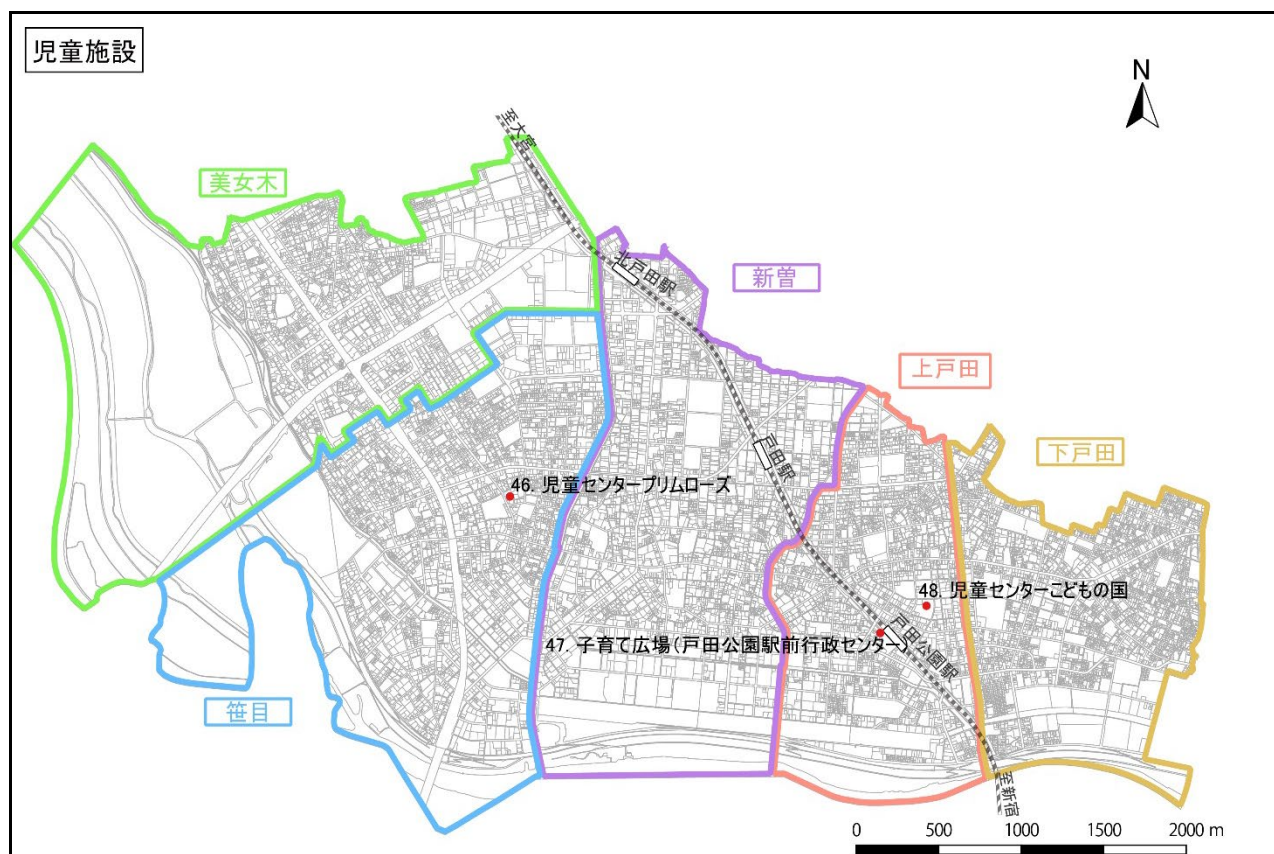 児童施設
N
至大宮
美女木
北戸田駅
新曽
上戸田
戸田駅
下戸田
46. 児童センタープリムローズ
48. 児童センターこどもの国
47. 子育て広場(戸田公園駅前行政センター)
戸田公園駅
笹目
至新宿
0 500 1000 1500 2000 m